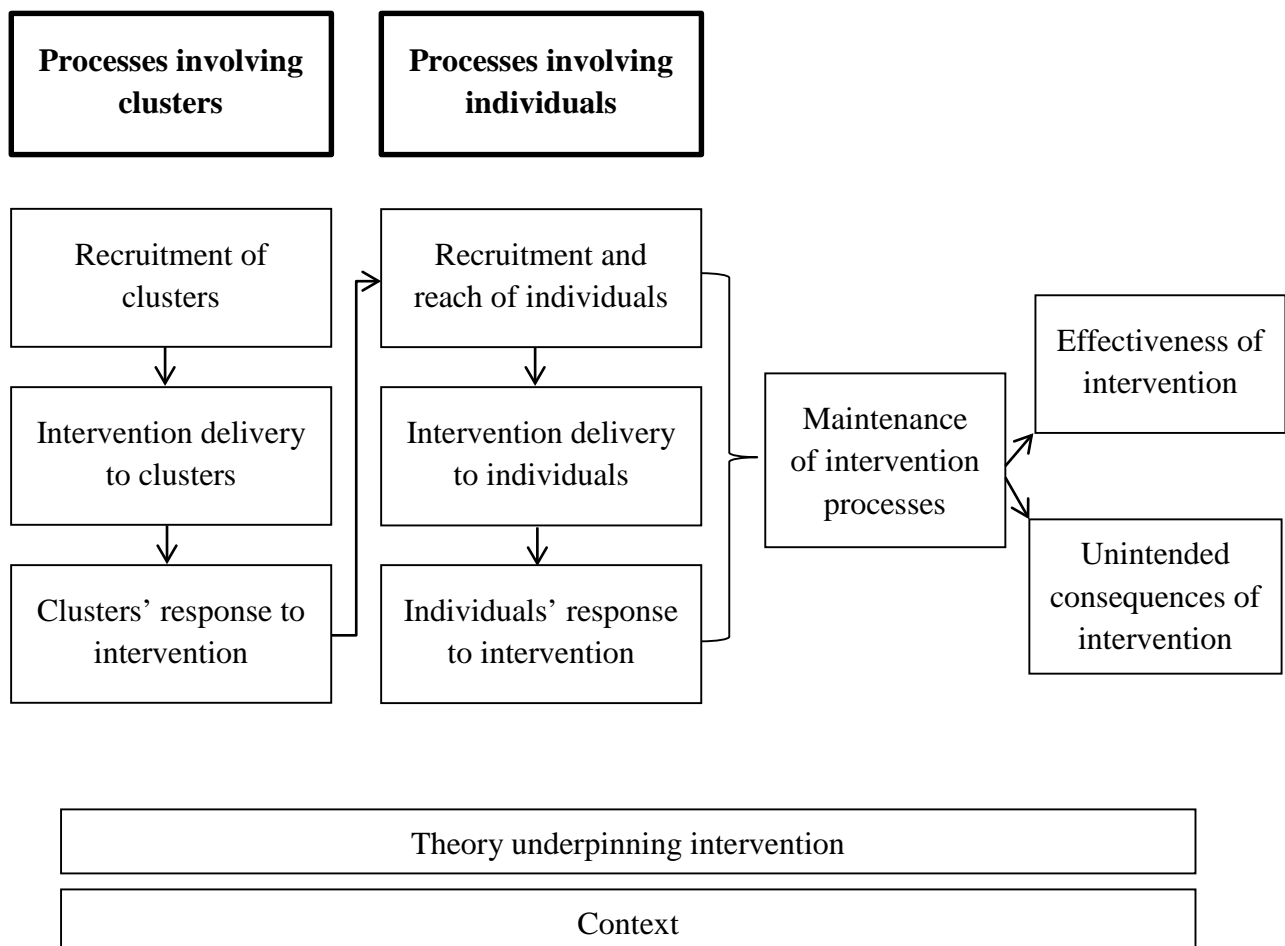 Processes involving
clusters
Processes involving
individuals
Recruitment of
clusters
Intervention delivery
to clusters
Clusters’ response to
intervention
Recruitment and
reach of individuals
Intervention delivery
to individuals
Individuals’ response
to intervention
Maintenance
of intervention
processes
Effectiveness of
intervention
Unintended
consequences of
intervention
Theory underpinning intervention
Context